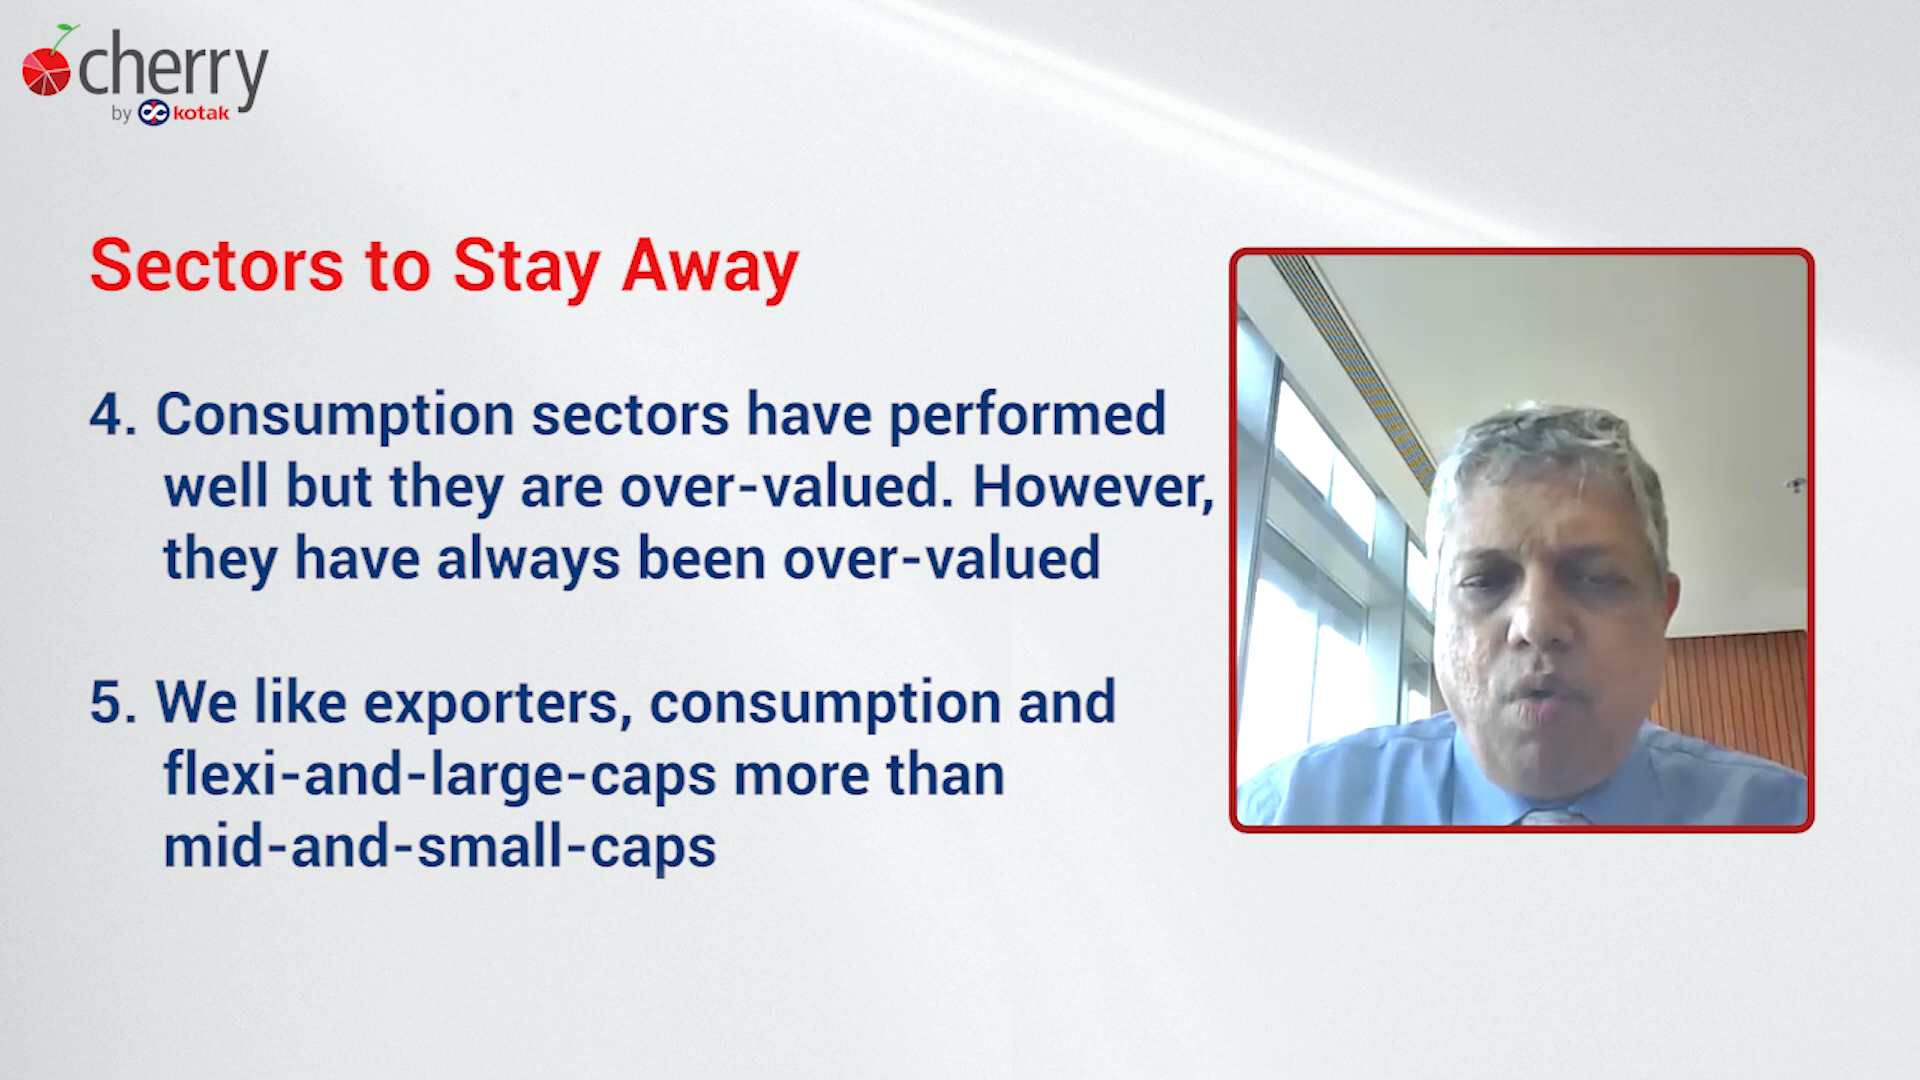 cherry
by kotak
Sectors to Stay Away
4. Consumption sectors have performed
well but they are over-valued. However,
they have always been over-valued
5. We like exporters, consumption and
flexi-and-large-caps more than
mid-and-small-caps